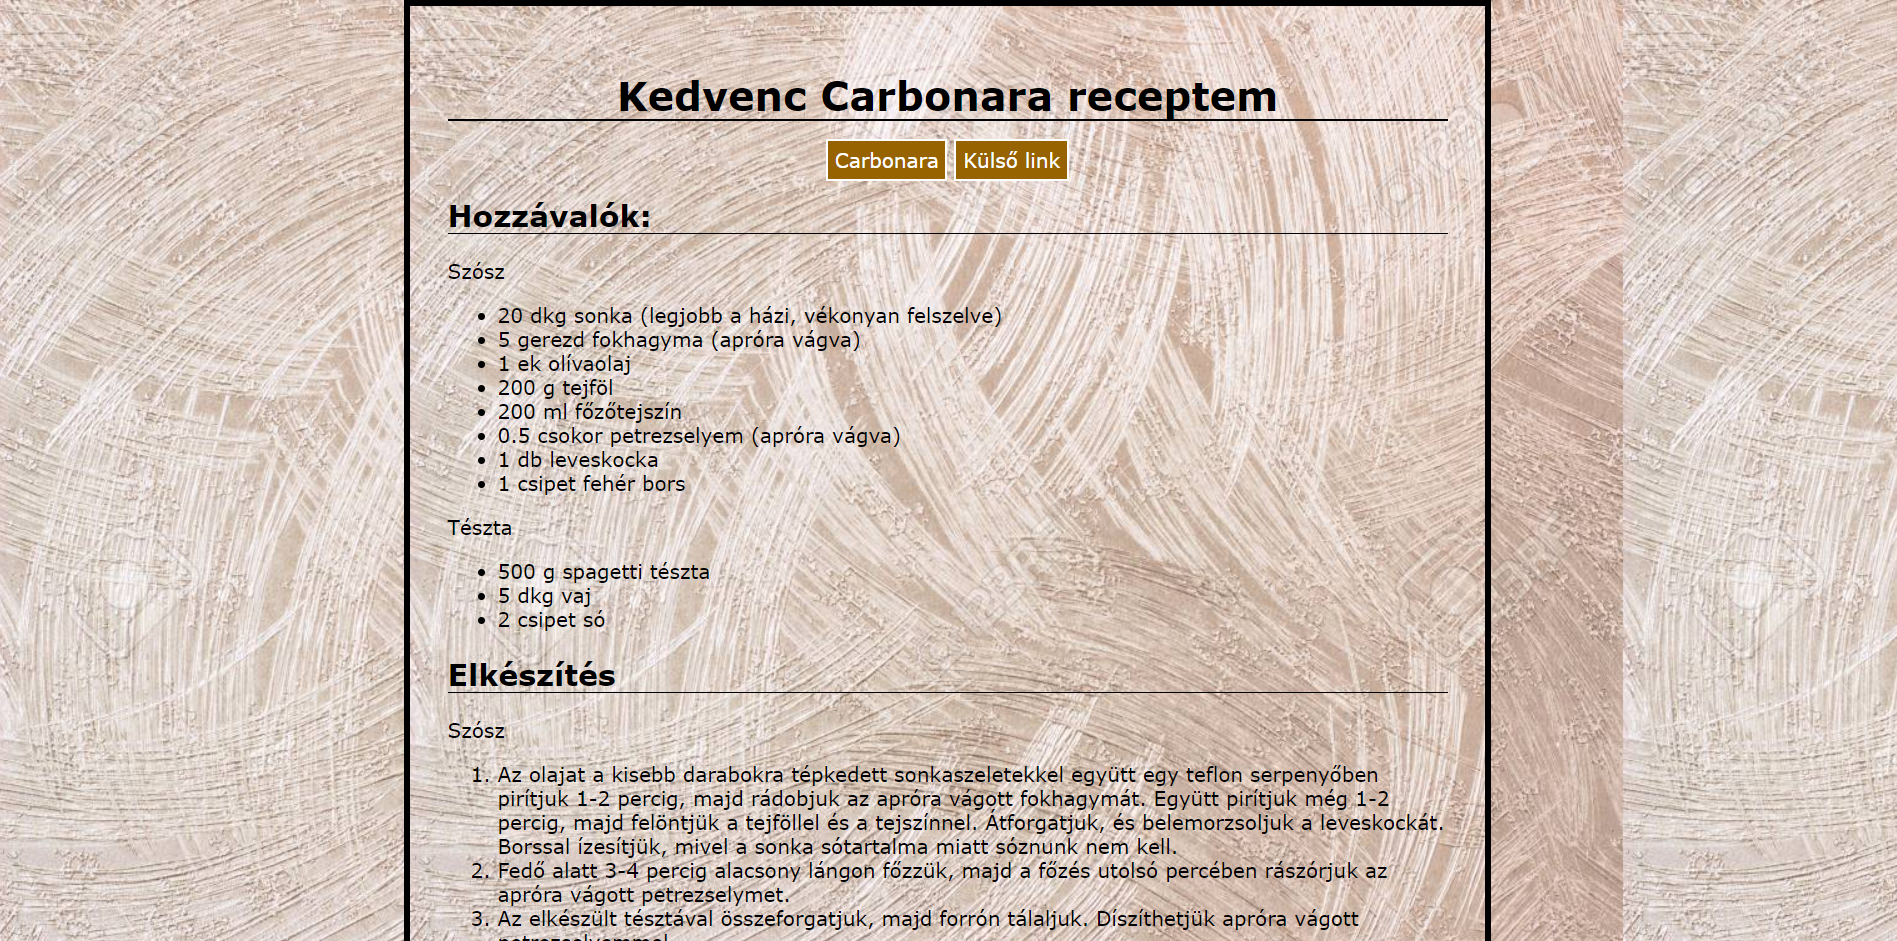 Kedvenc Carbonara receptem
Carbonara Külső link
Hozzávalók:
Szósz
20 dkg sonka (legjobb a házi, vékonyan felszelve)
5 gerezd fokhagyma (apróra vágva)
1 ek olívaolaj
200 g tejföl
200 ml főzőtejszín
0.5 csokor petrezselyem (apróra vágva)
1 db leveskocka
1 csipet fehér bors
Tészta
500 g spagetti tészta
5 dkg vaj
2 csipet só
Elkészítés
Szósz
1. Az olajat a kisebb darabokra tépkedett sonkaszeletekkel együtt egy teflon serpenyőben
pirítjuk 1-2 percig, majd rádobjuk az apróra vágott fokhagymát. Együtt pirítjuk még 1-2
percig, majd felöntjük a tejföllel és a tejszínnel. Átforgatjuk, és belemorzsoljuk a leveskockát.
Borssal ízesítjük, mivel a sonka sótartalma miatt sóznunk nem kell.
2. Fedő alatt 3-4 percig alacsony lángon főzzük, majd a főzés utolsó percében rászórjuk az
apróra vágott petrezselymet.
3. Az elkészült tésztával összeforgatjuk, majd forrón tálaljuk. Díszíthetjük apróra vágott